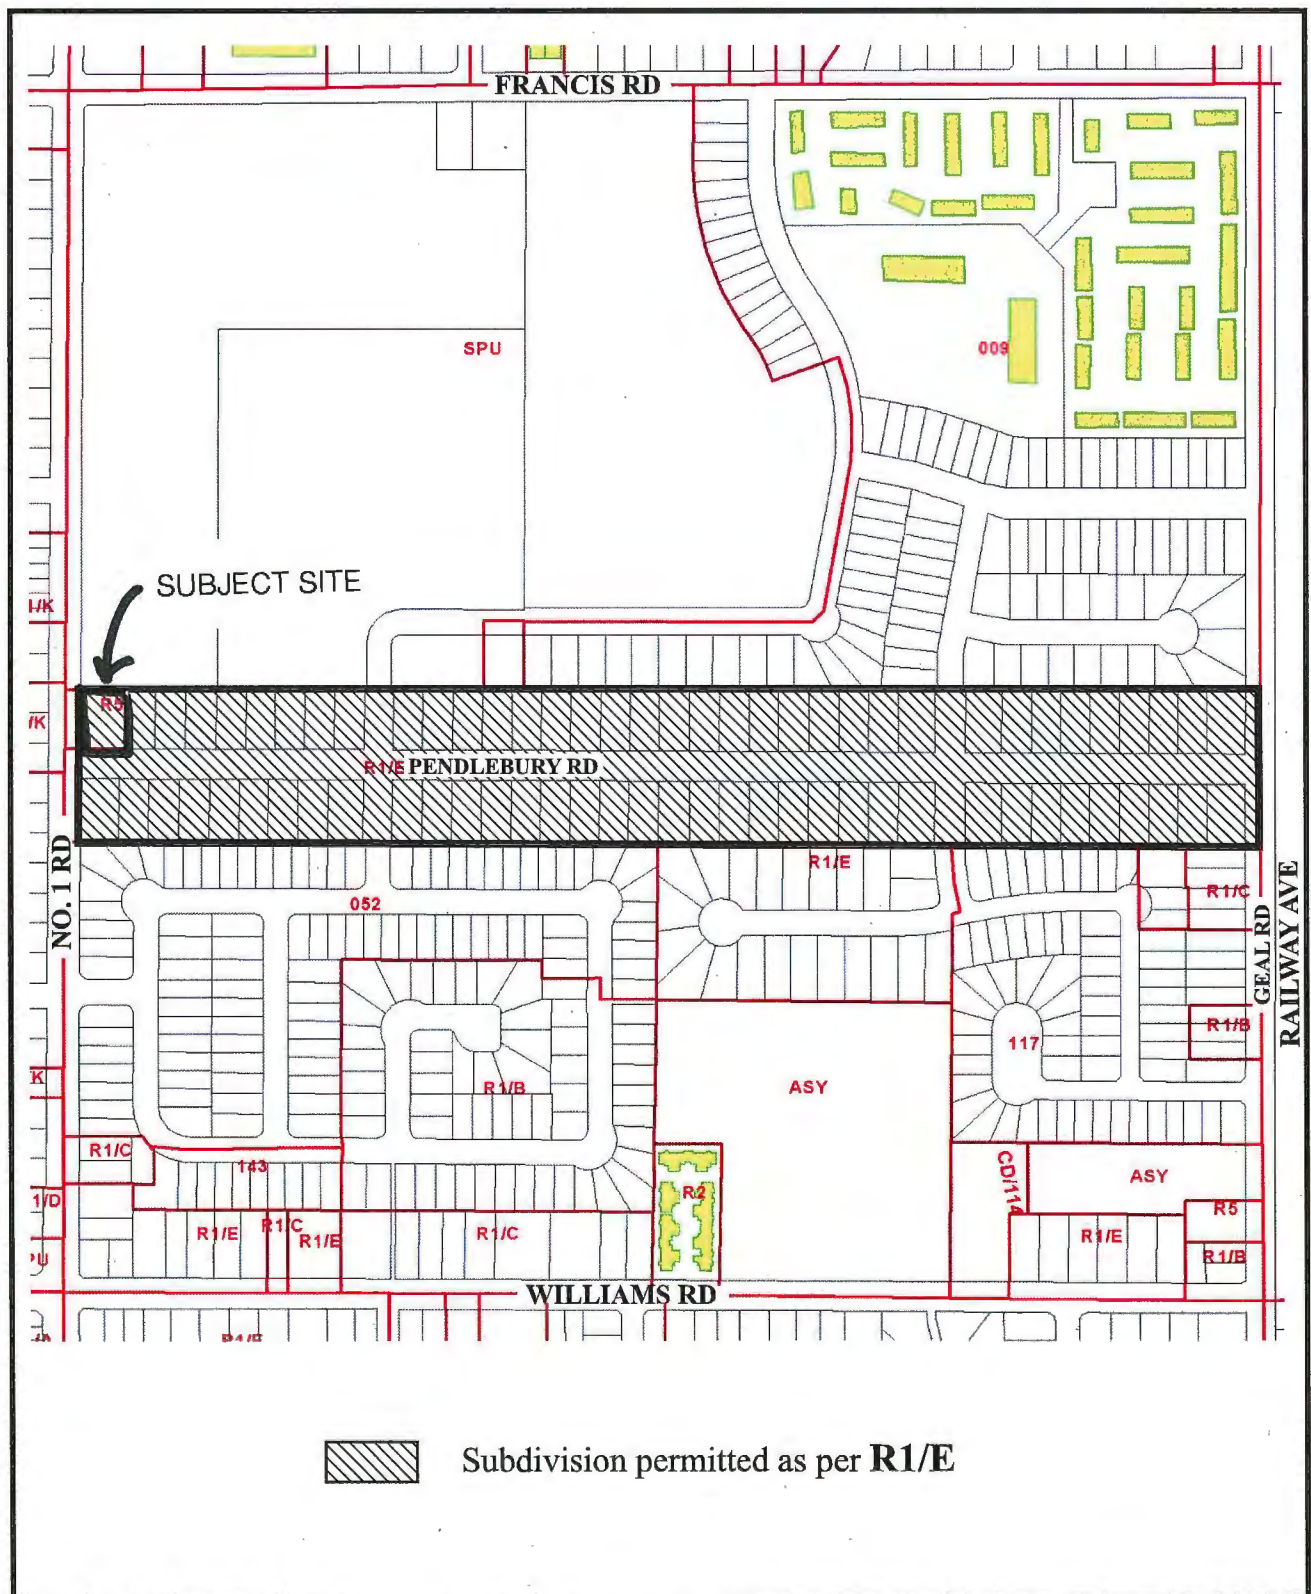 FRANCIS RD
SPU
009
SUBJECT SITE
I/K
/K
R5
R1/E PENDLEBURY RD
NO. 1 RD
R1/E
R1/C
052
GEAL RD
RAILWAY AVE
R1/B
117
K
R1/B
ASY
R1/C
143
CD/114
ASY
1/D
R2
R5
R1/E
R1/C
R1/E
R1/C
R1/E
R1/B
WILLIAMS RD
R1/E
Subdivision permitted as per R1/E